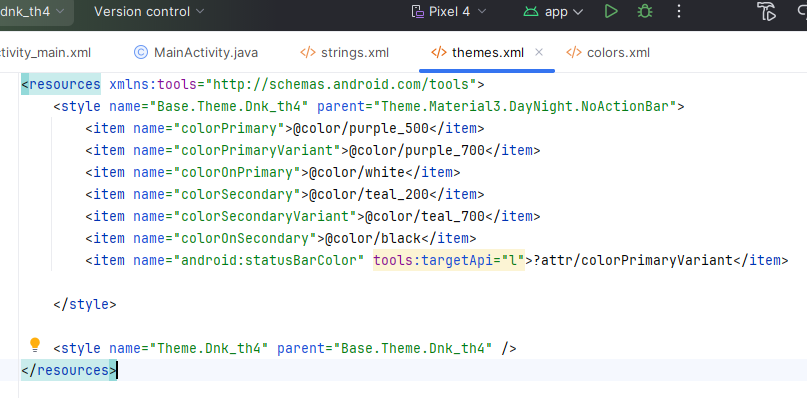 dnk_th4 Version control Pixel 4 app
ctivity_main.xml MainActivity.java strings.xml themes.xml colors.xml
<resources xmlns:tools="http://schemas.android.com/tools">
<style name="Base.Theme.Dnk_th4" parent="Theme.Material3.DayNight.NoActionBar">
<item name="colorPrimary">@color/purple_500</item>
<item name="colorPrimaryVariant">@color/purple_700</item>
<item name="colorOnPrimary">@color/white</item>
<item name="colorSecondary">@color/teal_200</item>
<item name="colorSecondaryVariant">@color/teal_700</item>
<item name="colorOnSecondary">@color/black</item>
<item name="android:statusBarColor" tools:targetApi="l">?attr/colorPrimaryVariant</item>
</style>
<style name="Theme.Dnk_th4" parent="Base.Theme.Dnk_th4" />
</resources>